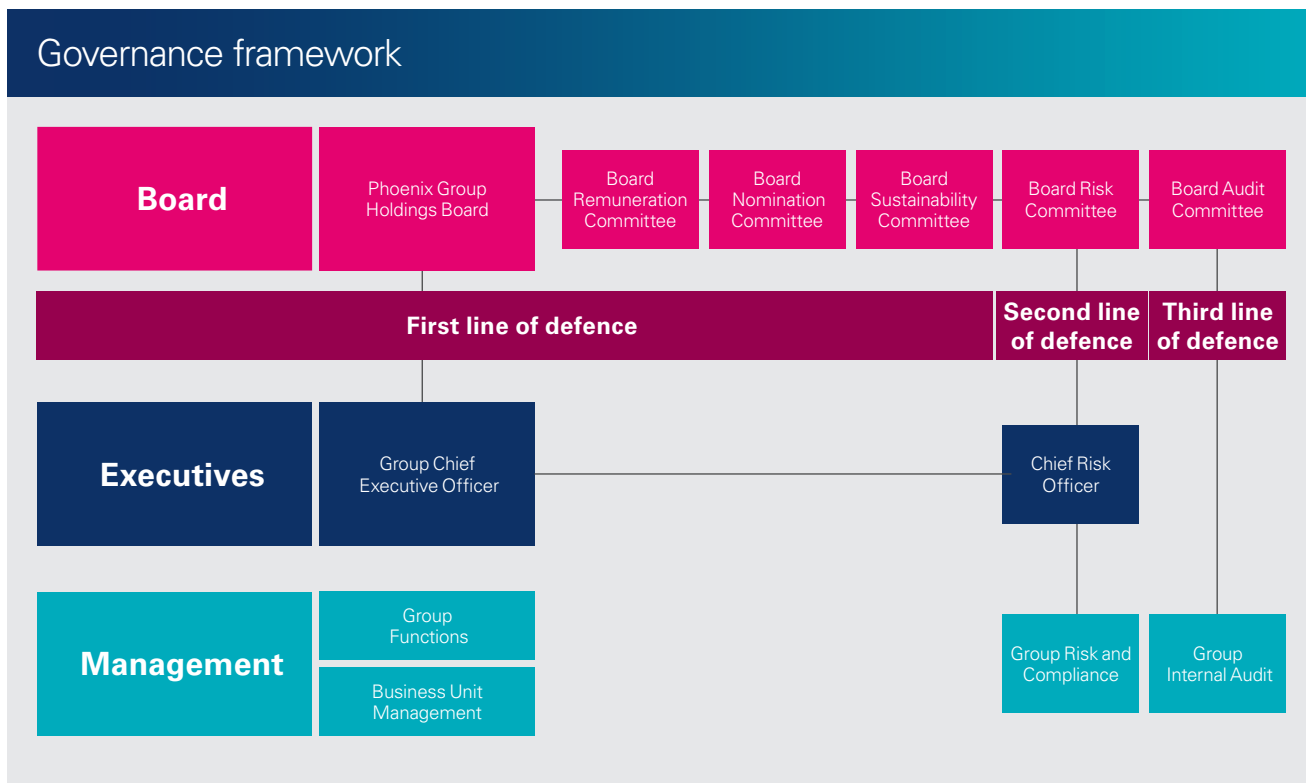 Governance framework
Board
Phoenix Group
Holdings Board
Board
Remuneration
Committee
Board
Nomination
Committee
Board
Sustainability
Committee
Board Risk
Committee
Board Audit
Committee
First line of defence
Second line
of defence
Third line
of defence
Executives
Group Chief
Executive Officer
Chief Risk
Officer
Management
Group
Functions
Business Unit
Management
Group Risk and
Compliance
Group
Internal Audit